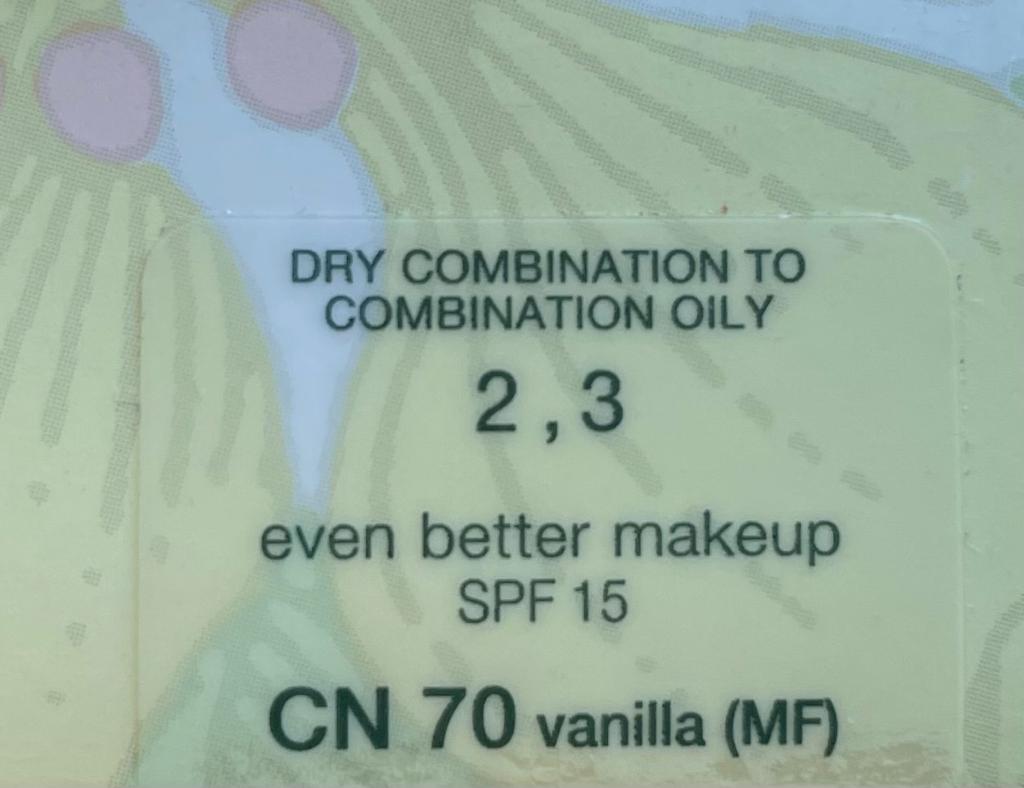 DRY COMBINATION TO
COMBINATION OILY
2 , 3
even better makeup
SPF 15
CN 70 vanilla (MF)